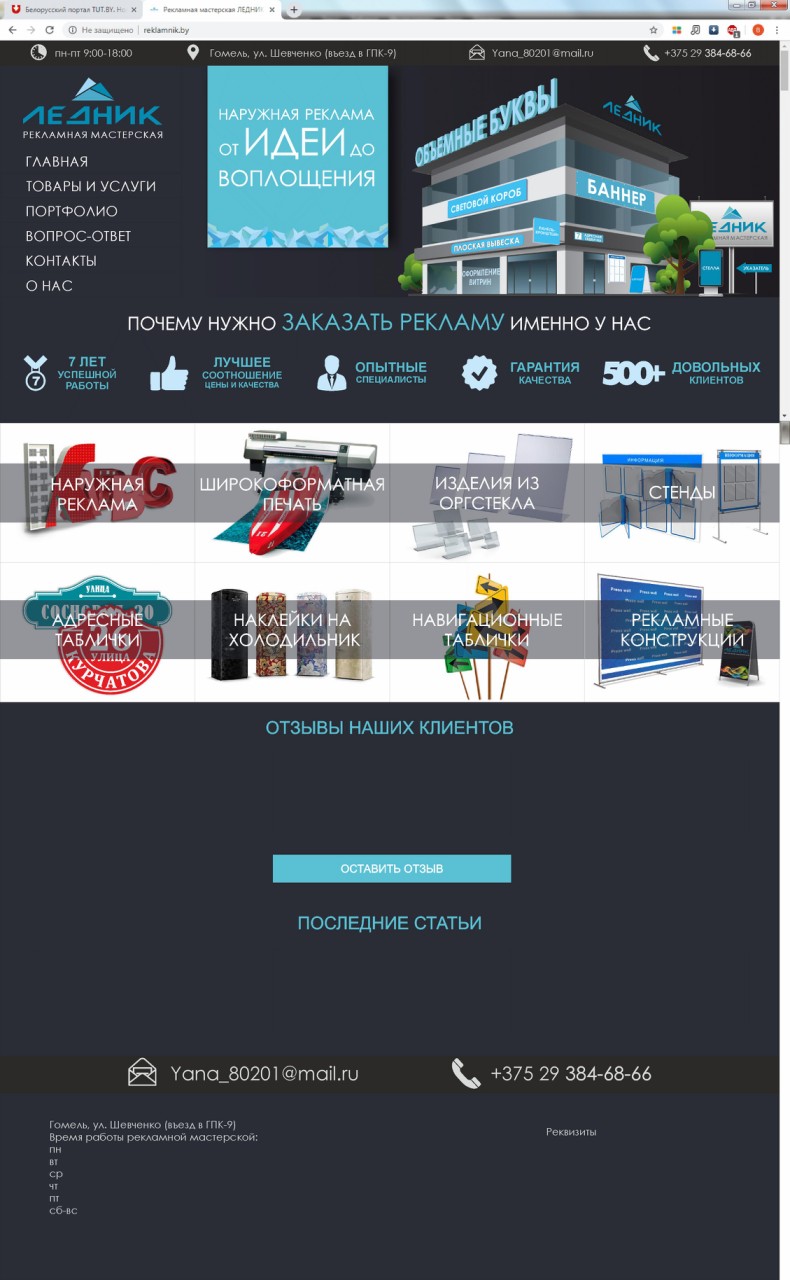 Белорусский портал TUT.BY. Но
Рекламная мастерская ЛЕДНИК
Не защищено
reklamnik.by
пн-пт 9:00-18:00
Гомель, ул. Шевченко (въезд в ГПК-9)
Yana_80201@mail.ru
+375 29 384-68-66
ЛЕДНИК
РЕКЛАМНАЯ МАСТЕРСКАЯ
ГЛАВНАЯ
ТОВАРЫ И УСЛУГИ
ПОРТФОЛИО
ВОПРОС-ОТВЕТ
КОНТАКТЫ
О НАС
НАРУЖНАЯ РЕКЛАМА
ОТ ИДЕИ ДО
ВОПЛОЩЕНИЯ
ОБЪЕМНЫЕ БУКВЫ
ЛЕДНИК
СВЕТОВОЙ КОРОБ
БАННЕР
ПЛОСКАЯ ВЫВЕСКА
ОФОРМЛЕНИЕ
ВИТРИН
СТЕЛЛА
УКАЗАТЕЛЬ
ПОЧЕМУ НУЖНО ЗАКАЗАТЬ РЕКЛАМУ ИМЕННО У НАС
7
7 ЛЕТ
УСПЕШНОЙ
РАБОТЫ
ЛУЧШЕЕ
СООТНОШЕНИЕ
ЦЕНЫ И КАЧЕСТВА
ОПЫТНЫЕ
СПЕЦИАЛИСТЫ
ГАРАНТИЯ
КАЧЕСТВА
500+
ДОВОЛЬНЫХ
КЛИЕНТОВ
НАРУЖНАЯ
РЕКЛАМА
ШИРОКОФОРМАТНАЯ
ПЕЧАТЬ
ИЗДЕЛИЯ ИЗ
ОРГСТЕКЛА
ИНФОРМАЦИЯ
ИНФОРМАЦИЯ
СТЕНДЫ
УЛИЦА
АДРЕСНЫЕ
ТАБЛИЧКИ
УЛИЦА
КУРЧАТОВА
НАКЛЕЙКИ НА
ХОЛОДИЛЬНИК
НАВИГАЦИОННЫЕ
ТАБЛИЧКИ
РЕКЛАМНЫЕ
КОНСТРУКЦИИ
ОТЗЫВЫ НАШИХ КЛИЕНТОВ
ОСТАВИТЬ ОТЗЫВ
ПОСЛЕДНИЕ СТАТЬИ
Yana_80201@mail.ru
+375 29 384-68-66
Гомель, ул. Шевченко (въезд в ГПК-9)
Время работы рекламной мастерской:
пн
вт
ср
чт
пт
сб-вс
Реквизиты